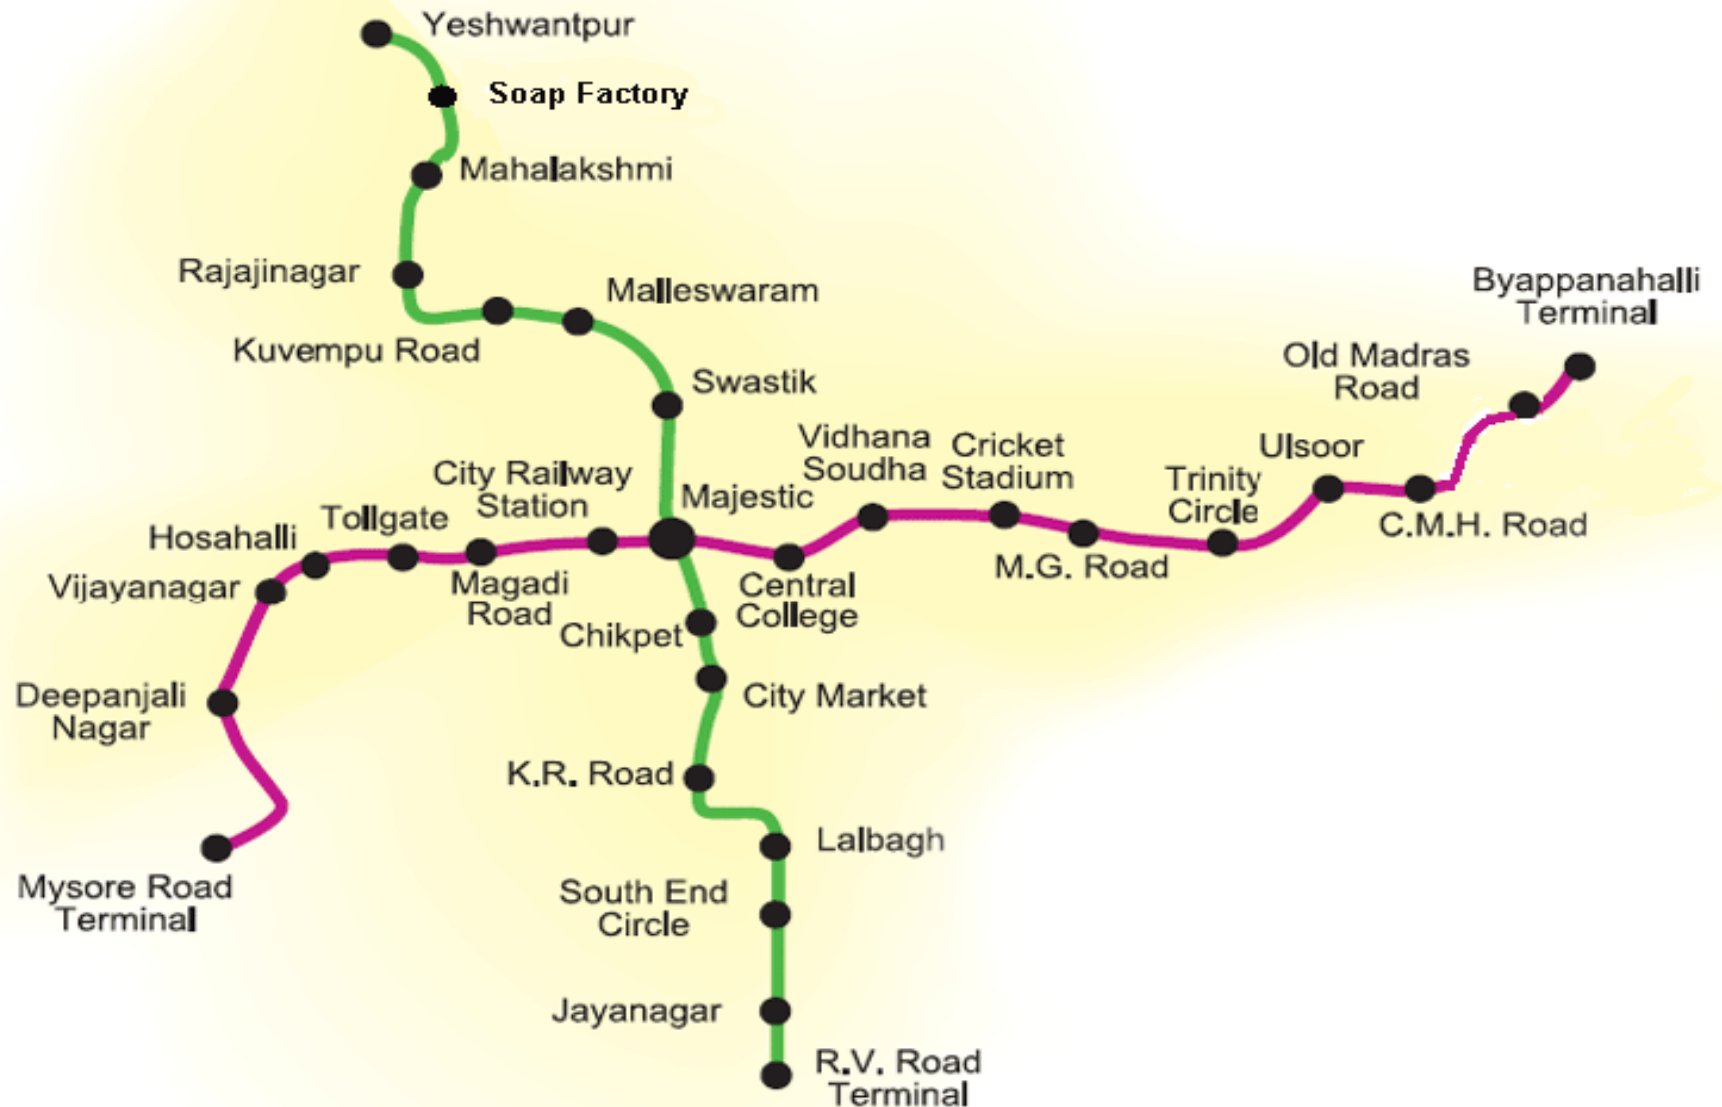 Yeshwantpur
Soap Factory
Mahalakshmi
Rajajinagar
Malleswaram
Kuvempu Road
Swastik
Byappanahalli
Terminal
Old Madras
Road
Ulsoor
Vidhana
Soudha
Cricket
Stadium
Trinity
Circle
City Railway
Station
Majestic
C.M.H. Road
Tollgate
Hosahalli
Vijayanagar
Magadi
Road
Central
College
M.G. Road
Chikpet
City Market
Deepanjali
Nagar
K.R. Road
Lalbagh
Mysore Road
Terminal
South End
Circle
Jayanagar
R.V. Road
Terminal